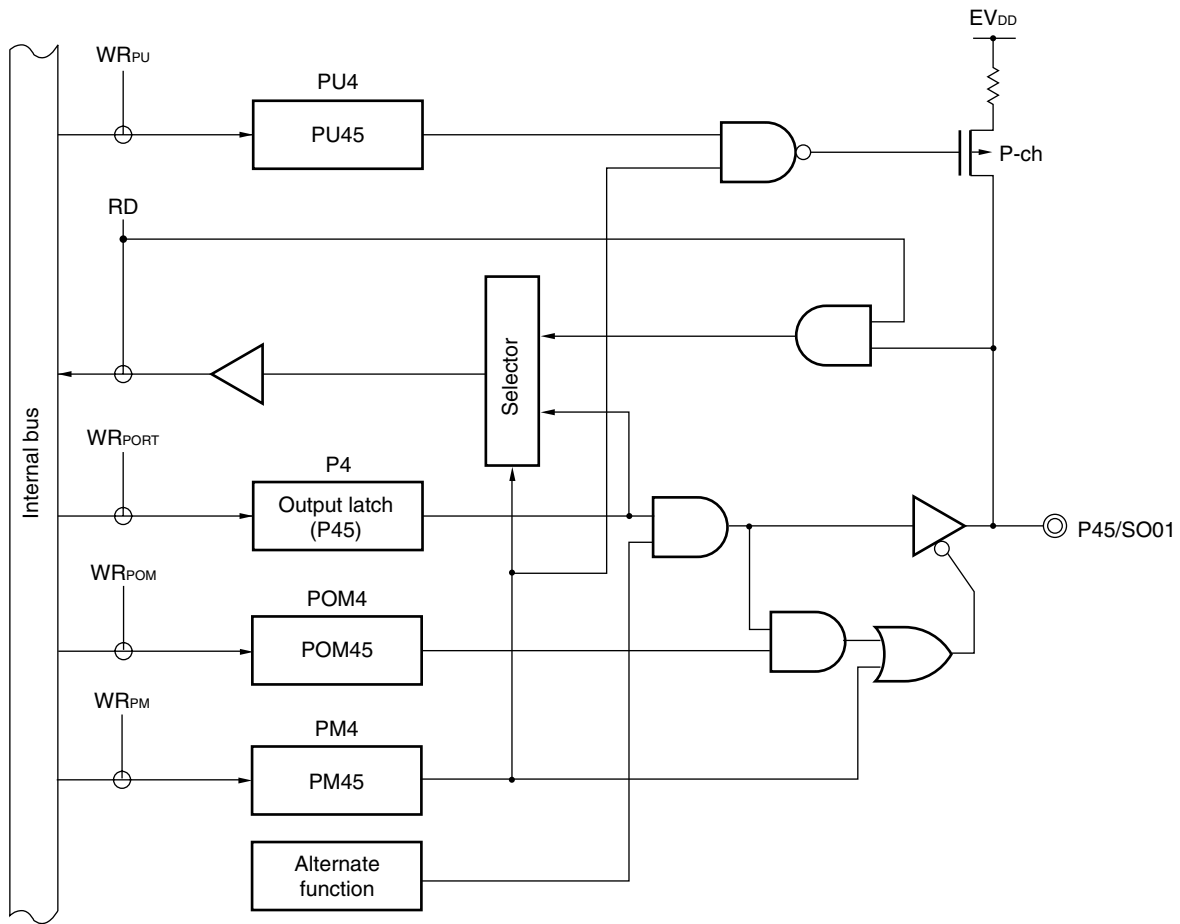 EVDD
WRPU
PU4
PU45
P-ch
RD
Selector
Internal bus
WRPORT
P4
Output latch
(P45)
P45/SO01
WRPOM
POM4
POM45
WRPM
PM4
PM45
Alternate
function